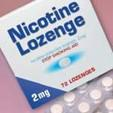 Nicotine
Lozenge
STOP SMOKING AID
2mg
72 LOZENGES